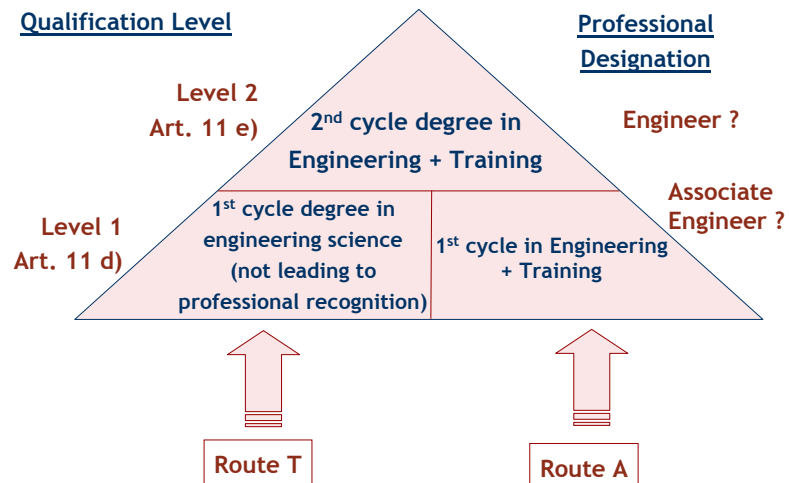 Qualification Level
Professional
Designation
Level 2
Art. 11 e)
2nd cycle degree in
Engineering + Training
Engineer ?
Associate
Engineer ?
Level 1
Art. 11 d)
1st cycle degree in
engineering science
(not leading to
professional recognition)
1st cycle in Engineering
+ Training
Route T
Route A